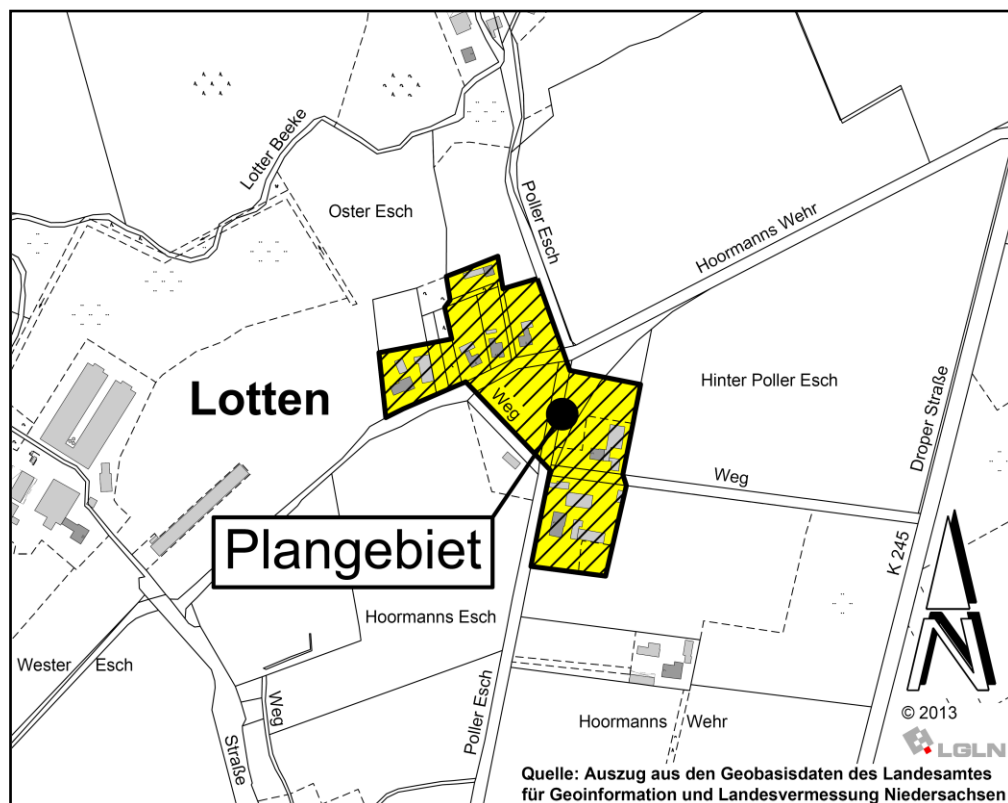 Lotter Beeke
Oster Esch
Poller Esch
Hoormanns Wehr
Lotten
Weg
Hinter Poller Esch
Droper Straße
Weg
Plangebiet
K 245
Hoormanns Esch
Wester Esch
Weg
Straße
Poller Esch
Hoormanns Wehr
N
© 2013
LGLN
Quelle: Auszug aus den Geobasisdaten des Landesamtes
für Geoinformation und Landesvermessung Niedersachsen